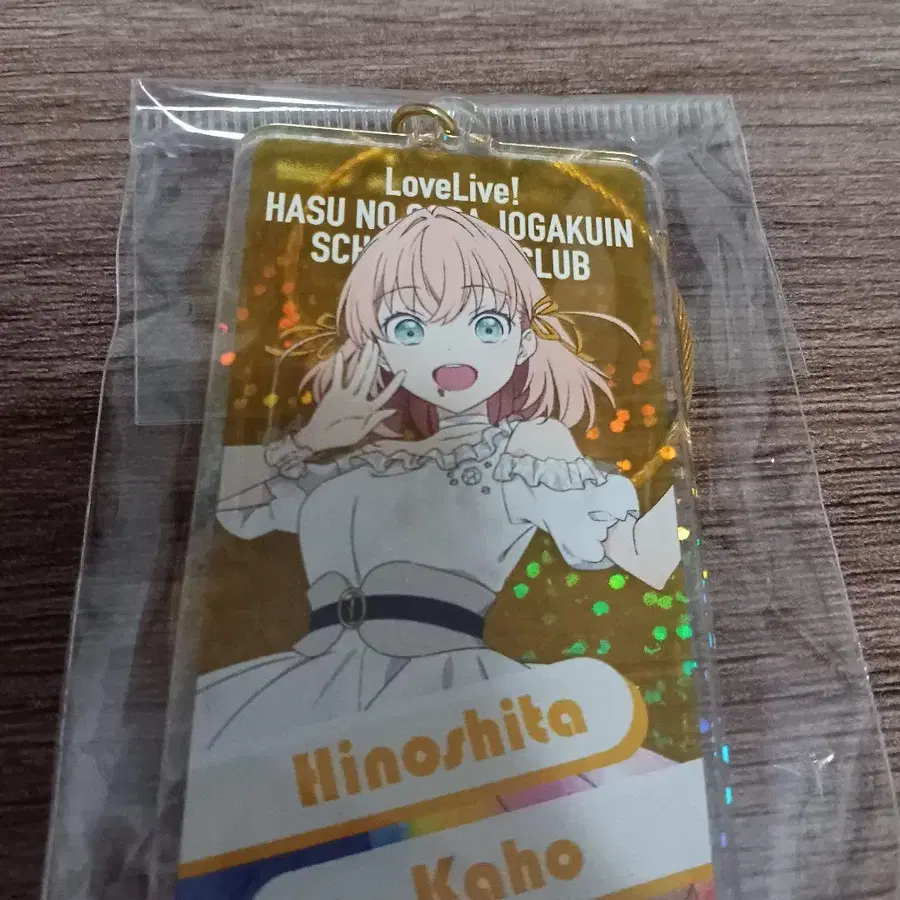 LoveLive!
HASU NO JOGAKUIN
CLUB
Hinoshita
Kaho